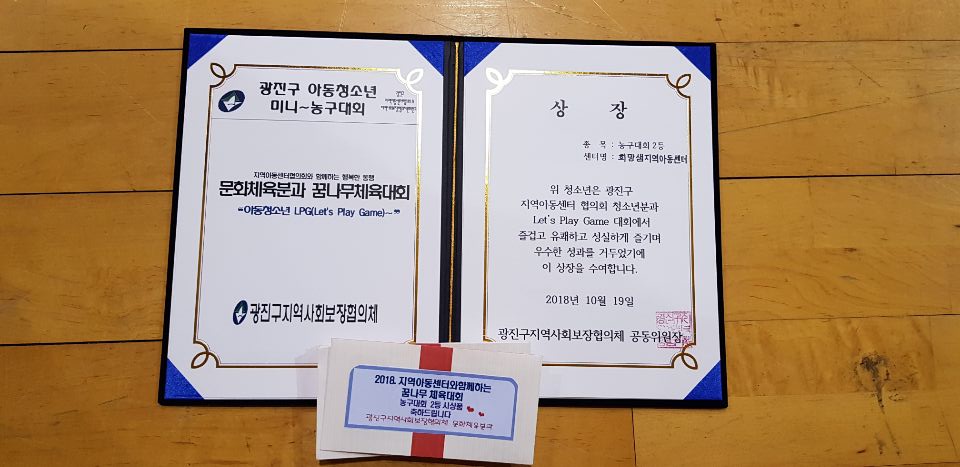 광진구 아동청소년
미니~농구대회
지역아동센터협의회와 함께하는 행복한 동행
문화체육분과 꿈나무체육대회
“아동청소년 LPG(Let's Play Game)~”
광진구지역사회보장협의체
상 장
종 목 : 농구대회 2등
센터명 : 희망샘지역아동센터
위 청소년은 광진구
지역아동센터 협의회 청소년분과
Let's Play Game 대회에서
즐겁고 유쾌하고 성실하게 즐기며
우수한 성과를 거두었기에
이 상장을 수여합니다.
2018년 10월 19일
광진구지역사회보장협의체 공동위원장
2018. 지역아동센터와함께하는
꿈나무 체육대회
농구대회 2등 시상품
축하드립니다
광진구지역사회보장협의체 문화체육분과